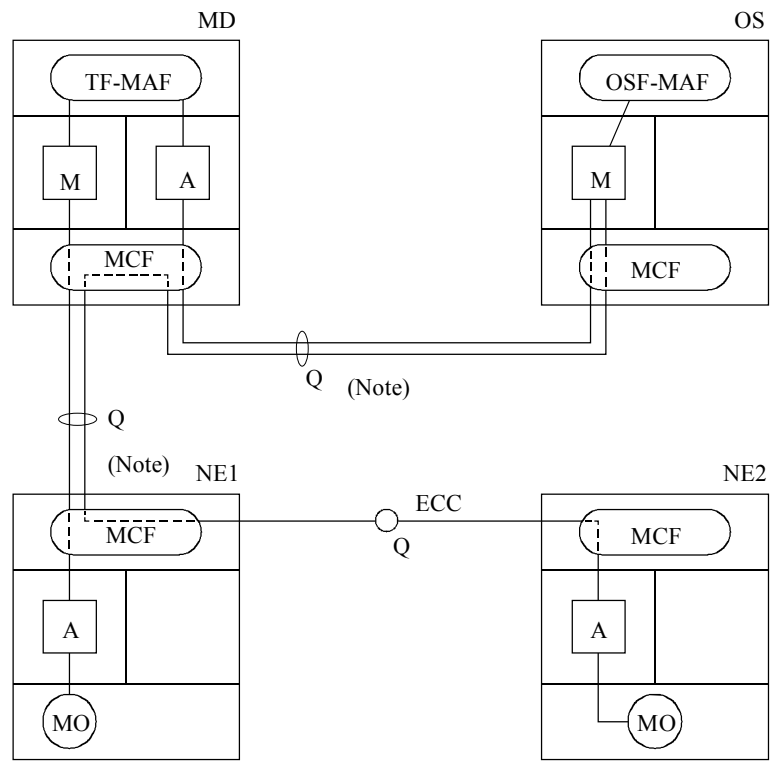 MD
OS
TF-MAF
OSF-MAF
M
A
M
MCF
MCF
Q
(Note)
Q
(Note)
NE1
NE2
ECC
MCF
Q
MCF
A
A
MO
MO